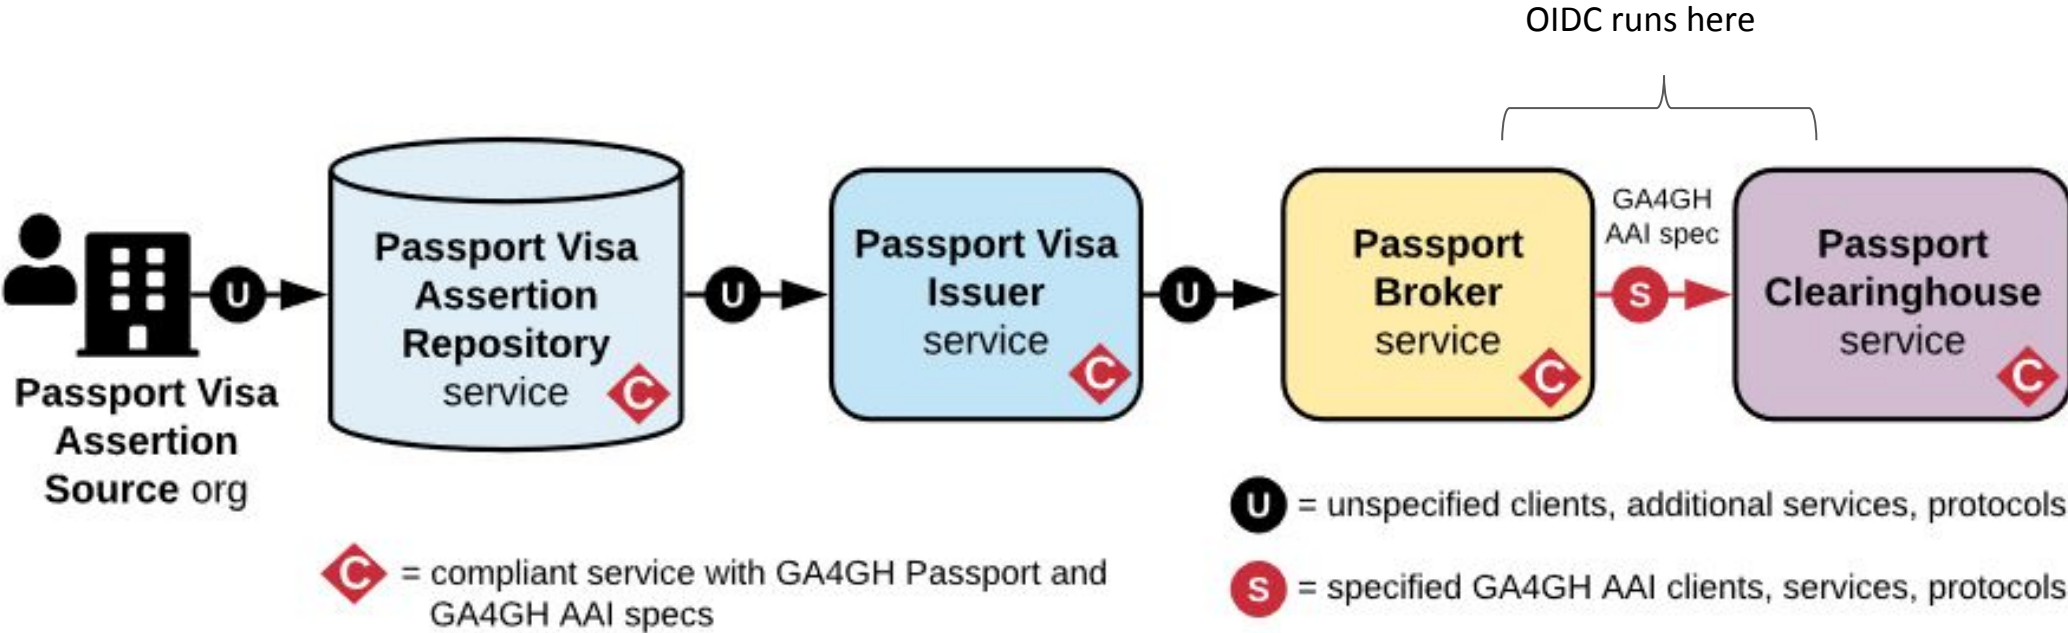 OIDC runs here
GA4GH
AAI spec
U
Passport Visa
Assertion
Source org
Passport Visa
Assertion
Repository
service
C
U
Passport Visa
Issuer
service
C
U
Passport
Broker
service
C
S
Passport
Clearinghouse
service
C
U = unspecified clients, additional services, protocols
C = compliant service with GA4GH Passport and
GA4GH AAI specs
S = specified GA4GH AAI clients, services, protocols